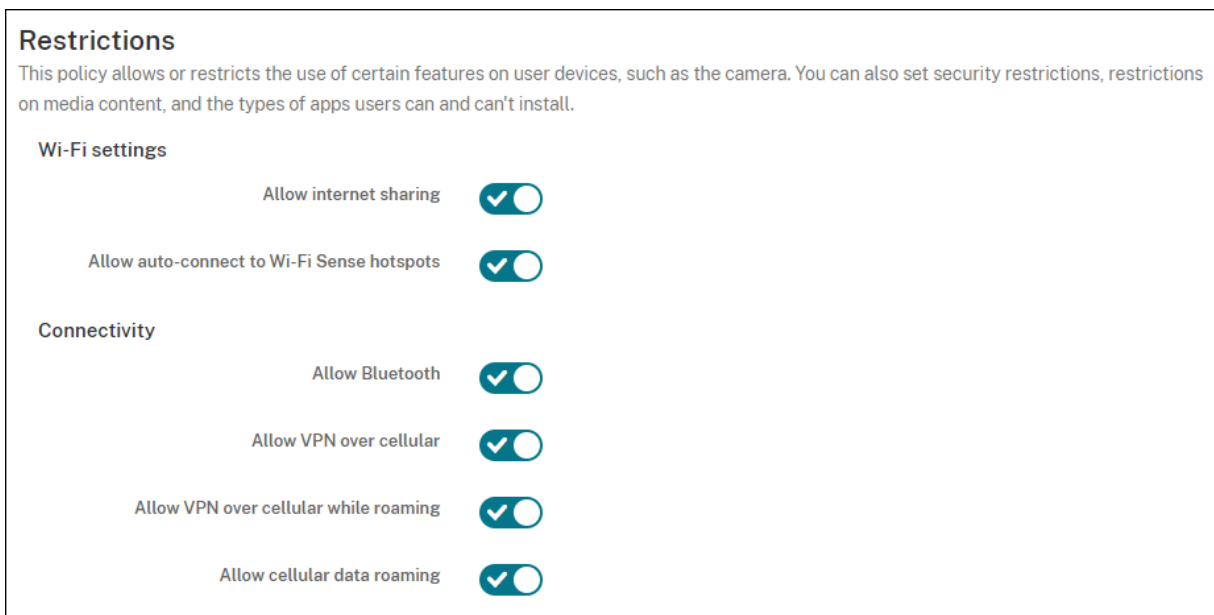 Restrictions
This policy allows or restricts the use of certain features on user devices, such as the camera. You can also set security restrictions, restrictions
on media content, and the types of apps users can and can't install.
Wi-Fi settings
Allow internet sharing
Allow auto-connect to Wi-Fi Sense hotspots
Connectivity
Allow Bluetooth
Allow VPN over cellular
Allow VPN over cellular while roaming
Allow cellular data roaming